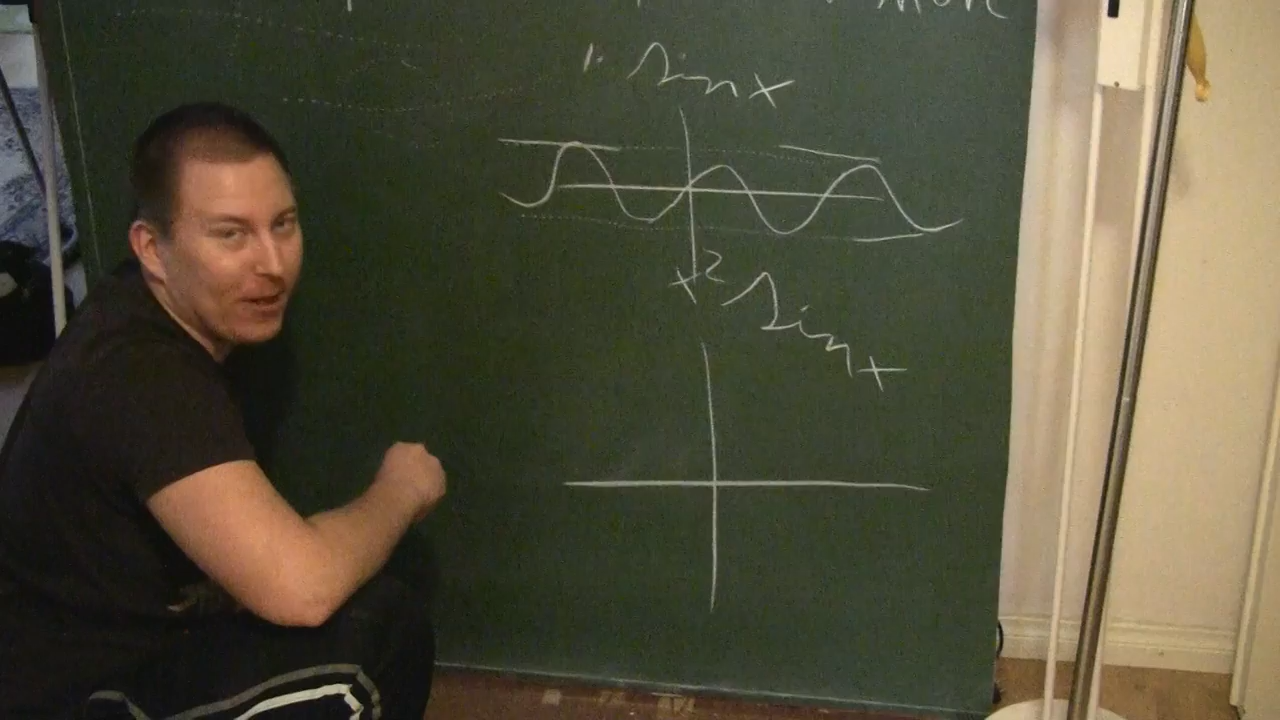 1. sin x
x² sin x